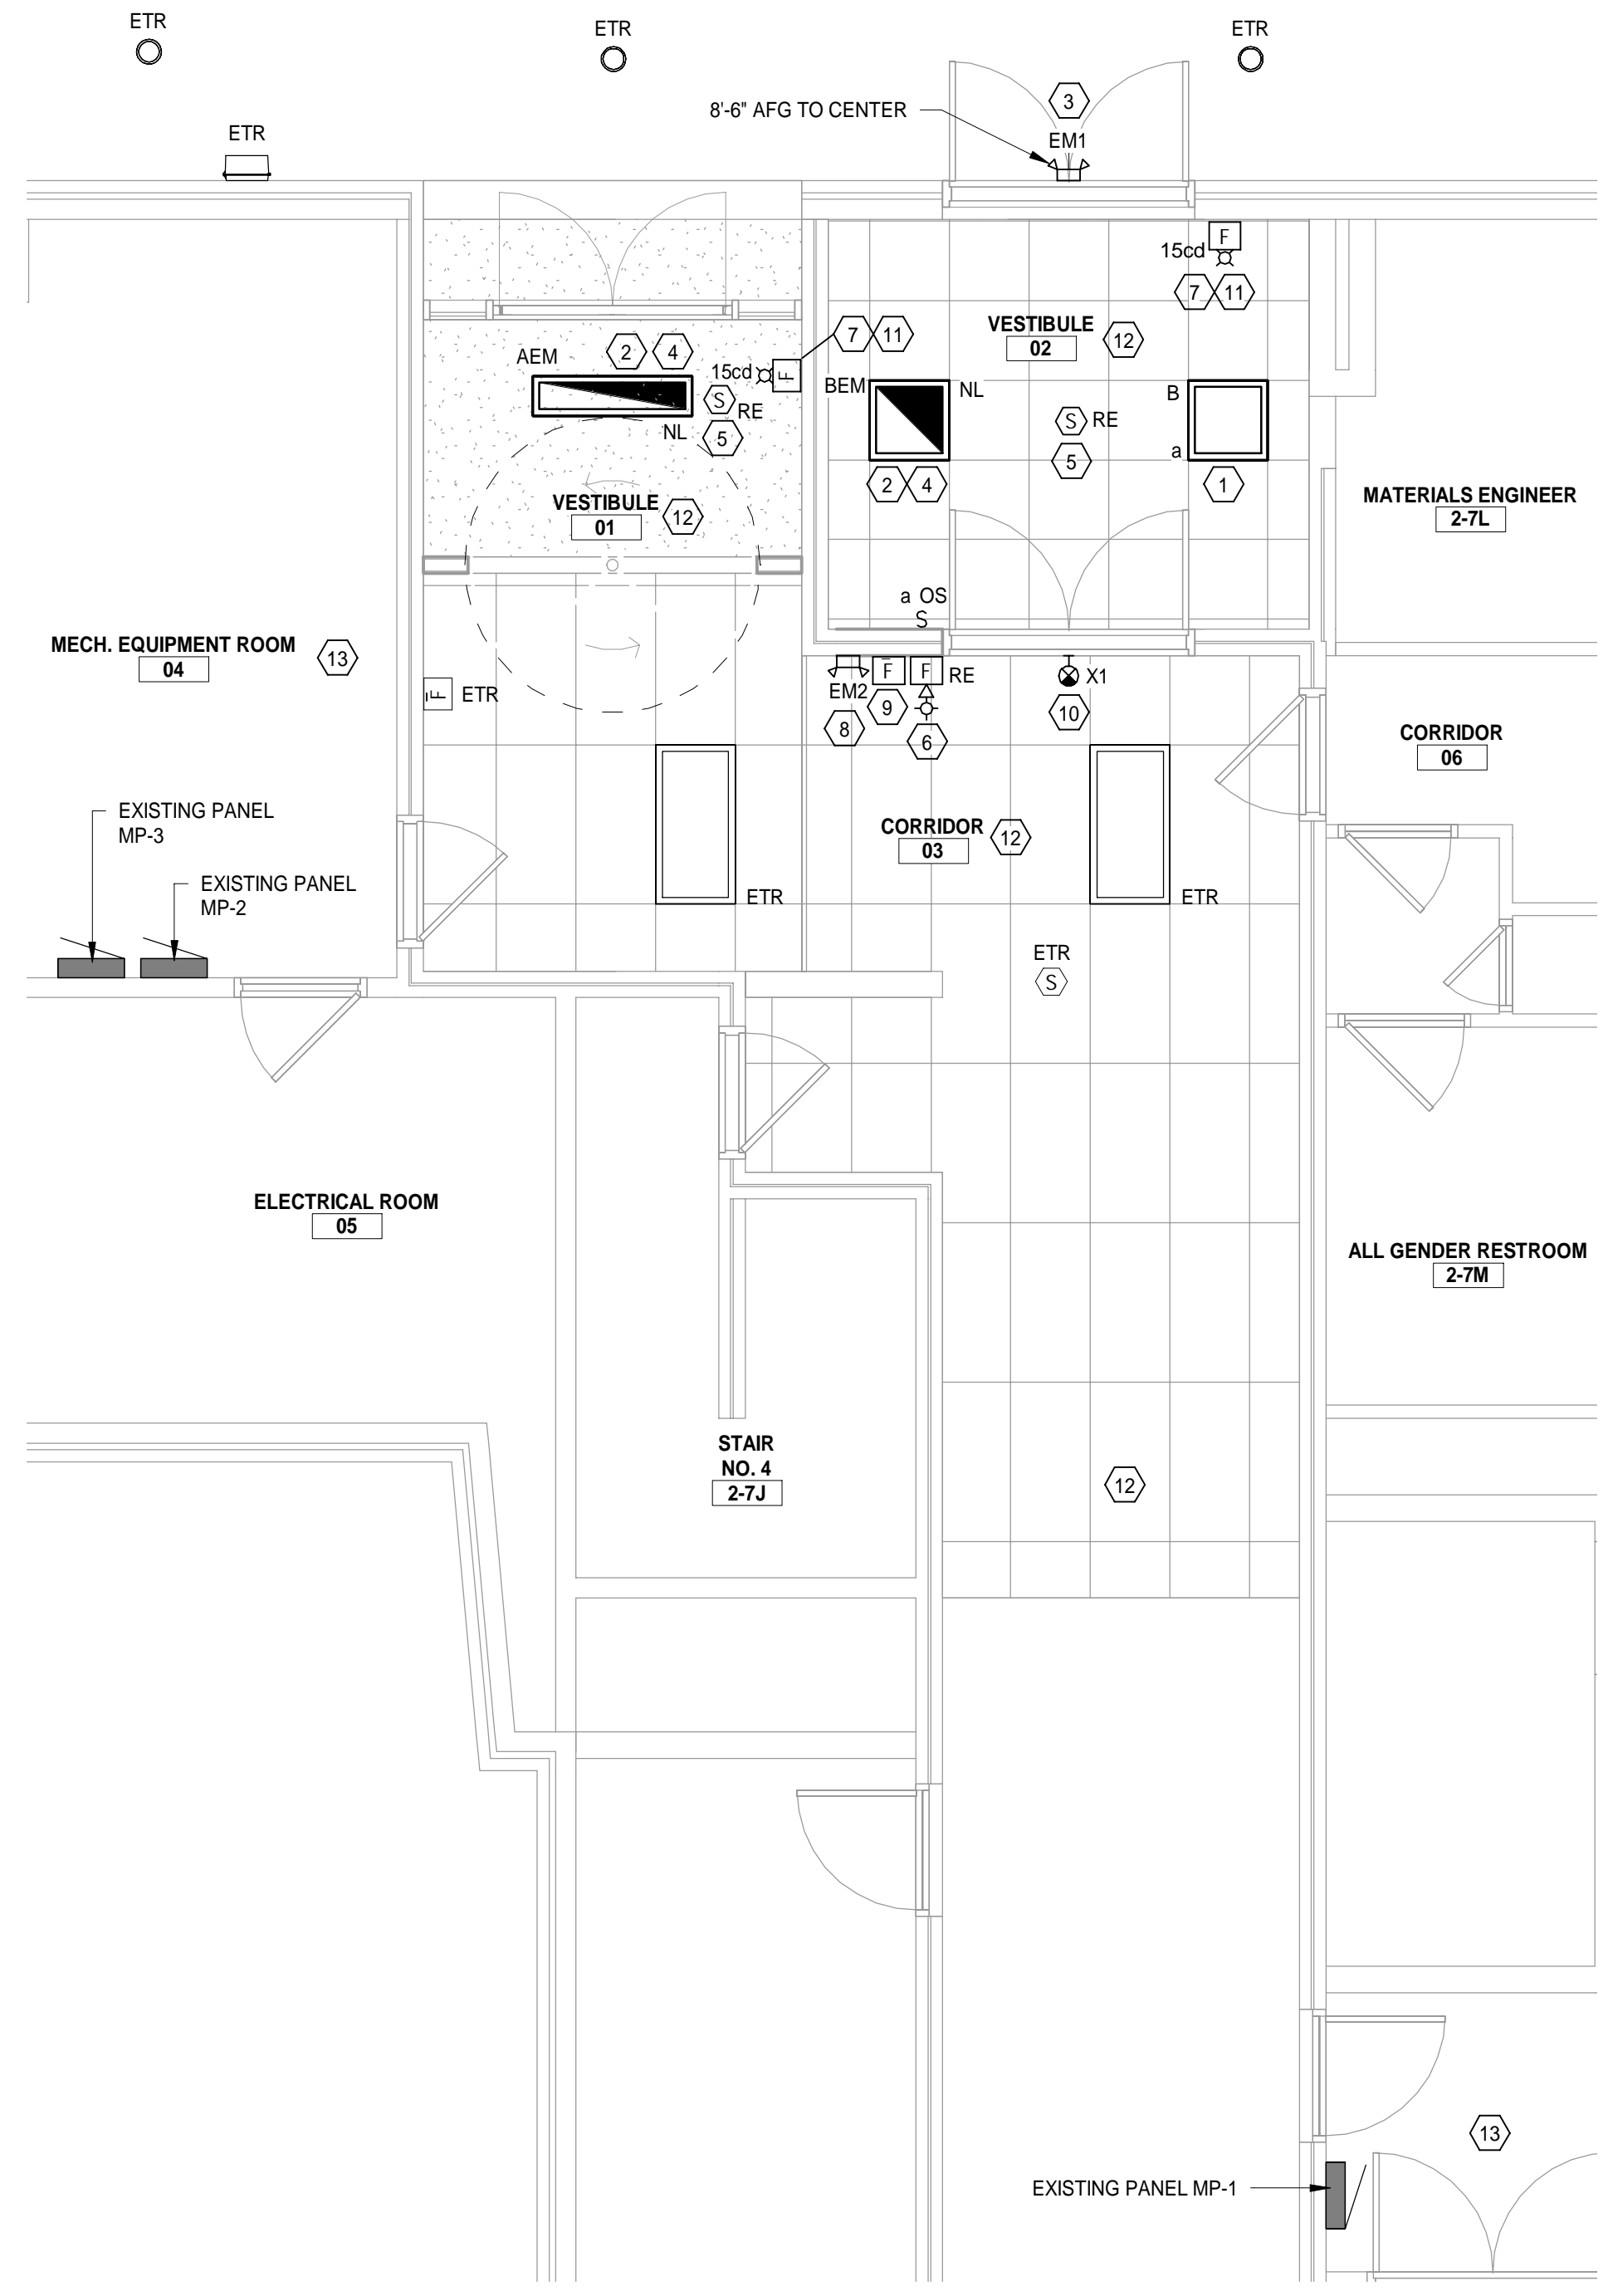 ETR
ETR
ETR
3
8'-6" AFG TO CENTER
ETR
EM1
F
15cd
7 11
VESTIBULE
02
12
7 11
2 4
AEM
15cd
F
BEM
NL
B
S
RE
S RE
NL
5
5
a
2 4
1
VESTIBULE
01
12
MATERIALS ENGINEER
2-7L
a OS
S
MECH. EQUIPMENT ROOM
04
13
F
ETR
F
F
RE
X1
EM2
9
10
8
6
CORRIDOR
06
EXISTING PANEL
MP-3
CORRIDOR
03
12
EXISTING PANEL
MP-2
ETR
ETR
ETR
S
ELECTRICAL ROOM
05
ALL GENDER RESTROOM
2-7M
STAIR
NO. 4
2-7J
12
13
EXISTING PANEL MP-1